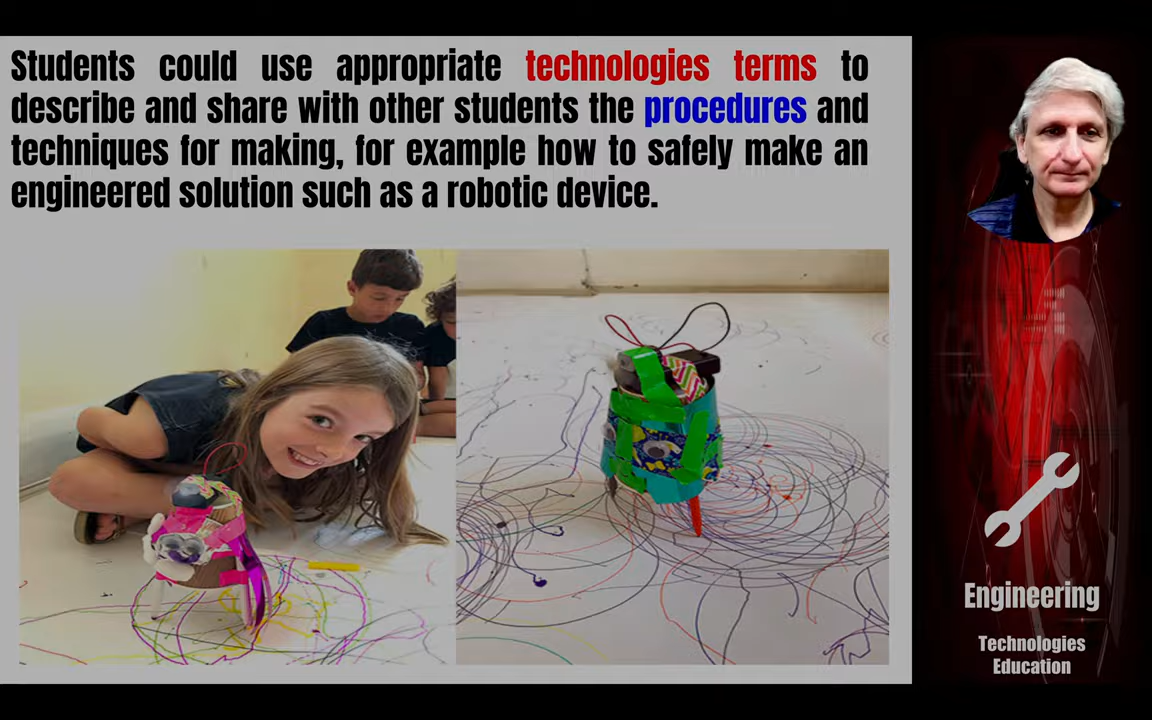 Students could use appropriate technologies terms to
describe and share with other students the procedures and
techniques for making, for example how to safely make an
engineered solution such as a robotic device.
Engineering
Technologies
Education